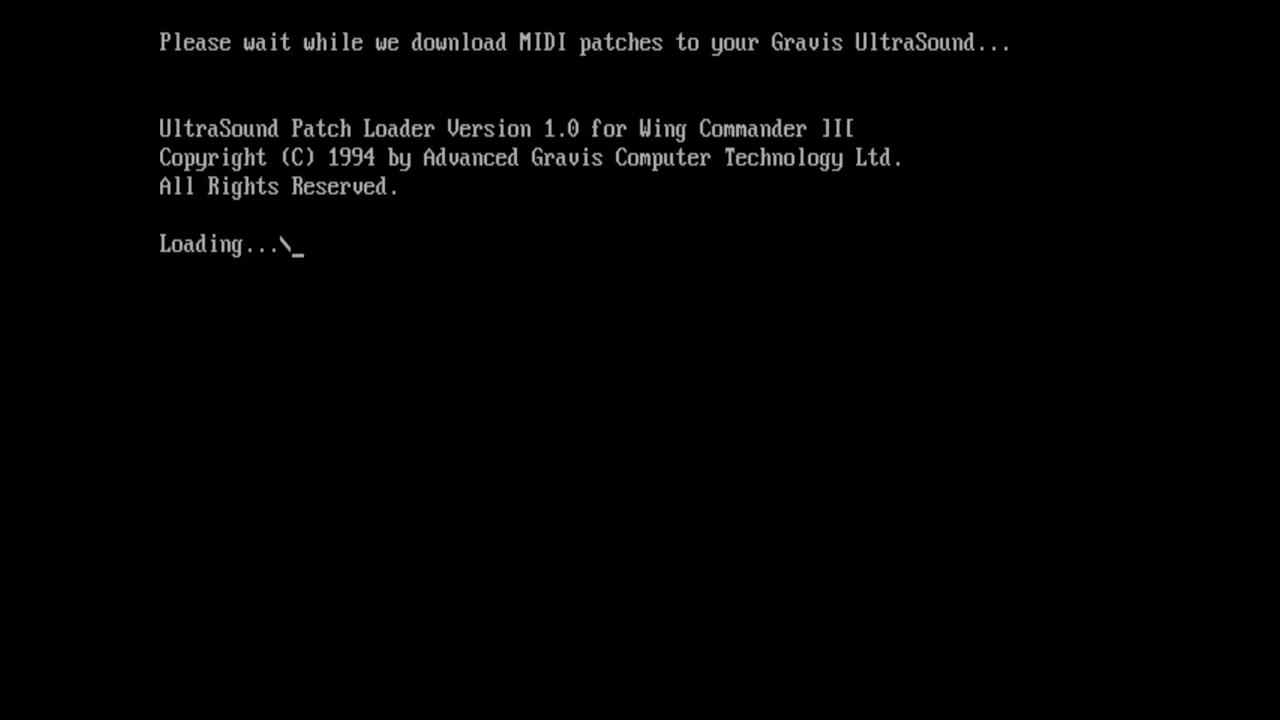 Please wait while we download MIDI patches to your Gravis UltraSound...
UltraSound Patch Loader Version 1.0 for Wing Commander ]I[
Copyright (C) 1994 by Advanced Gravis Computer Technology Ltd.
All Rights Reserved.
Loading...\_